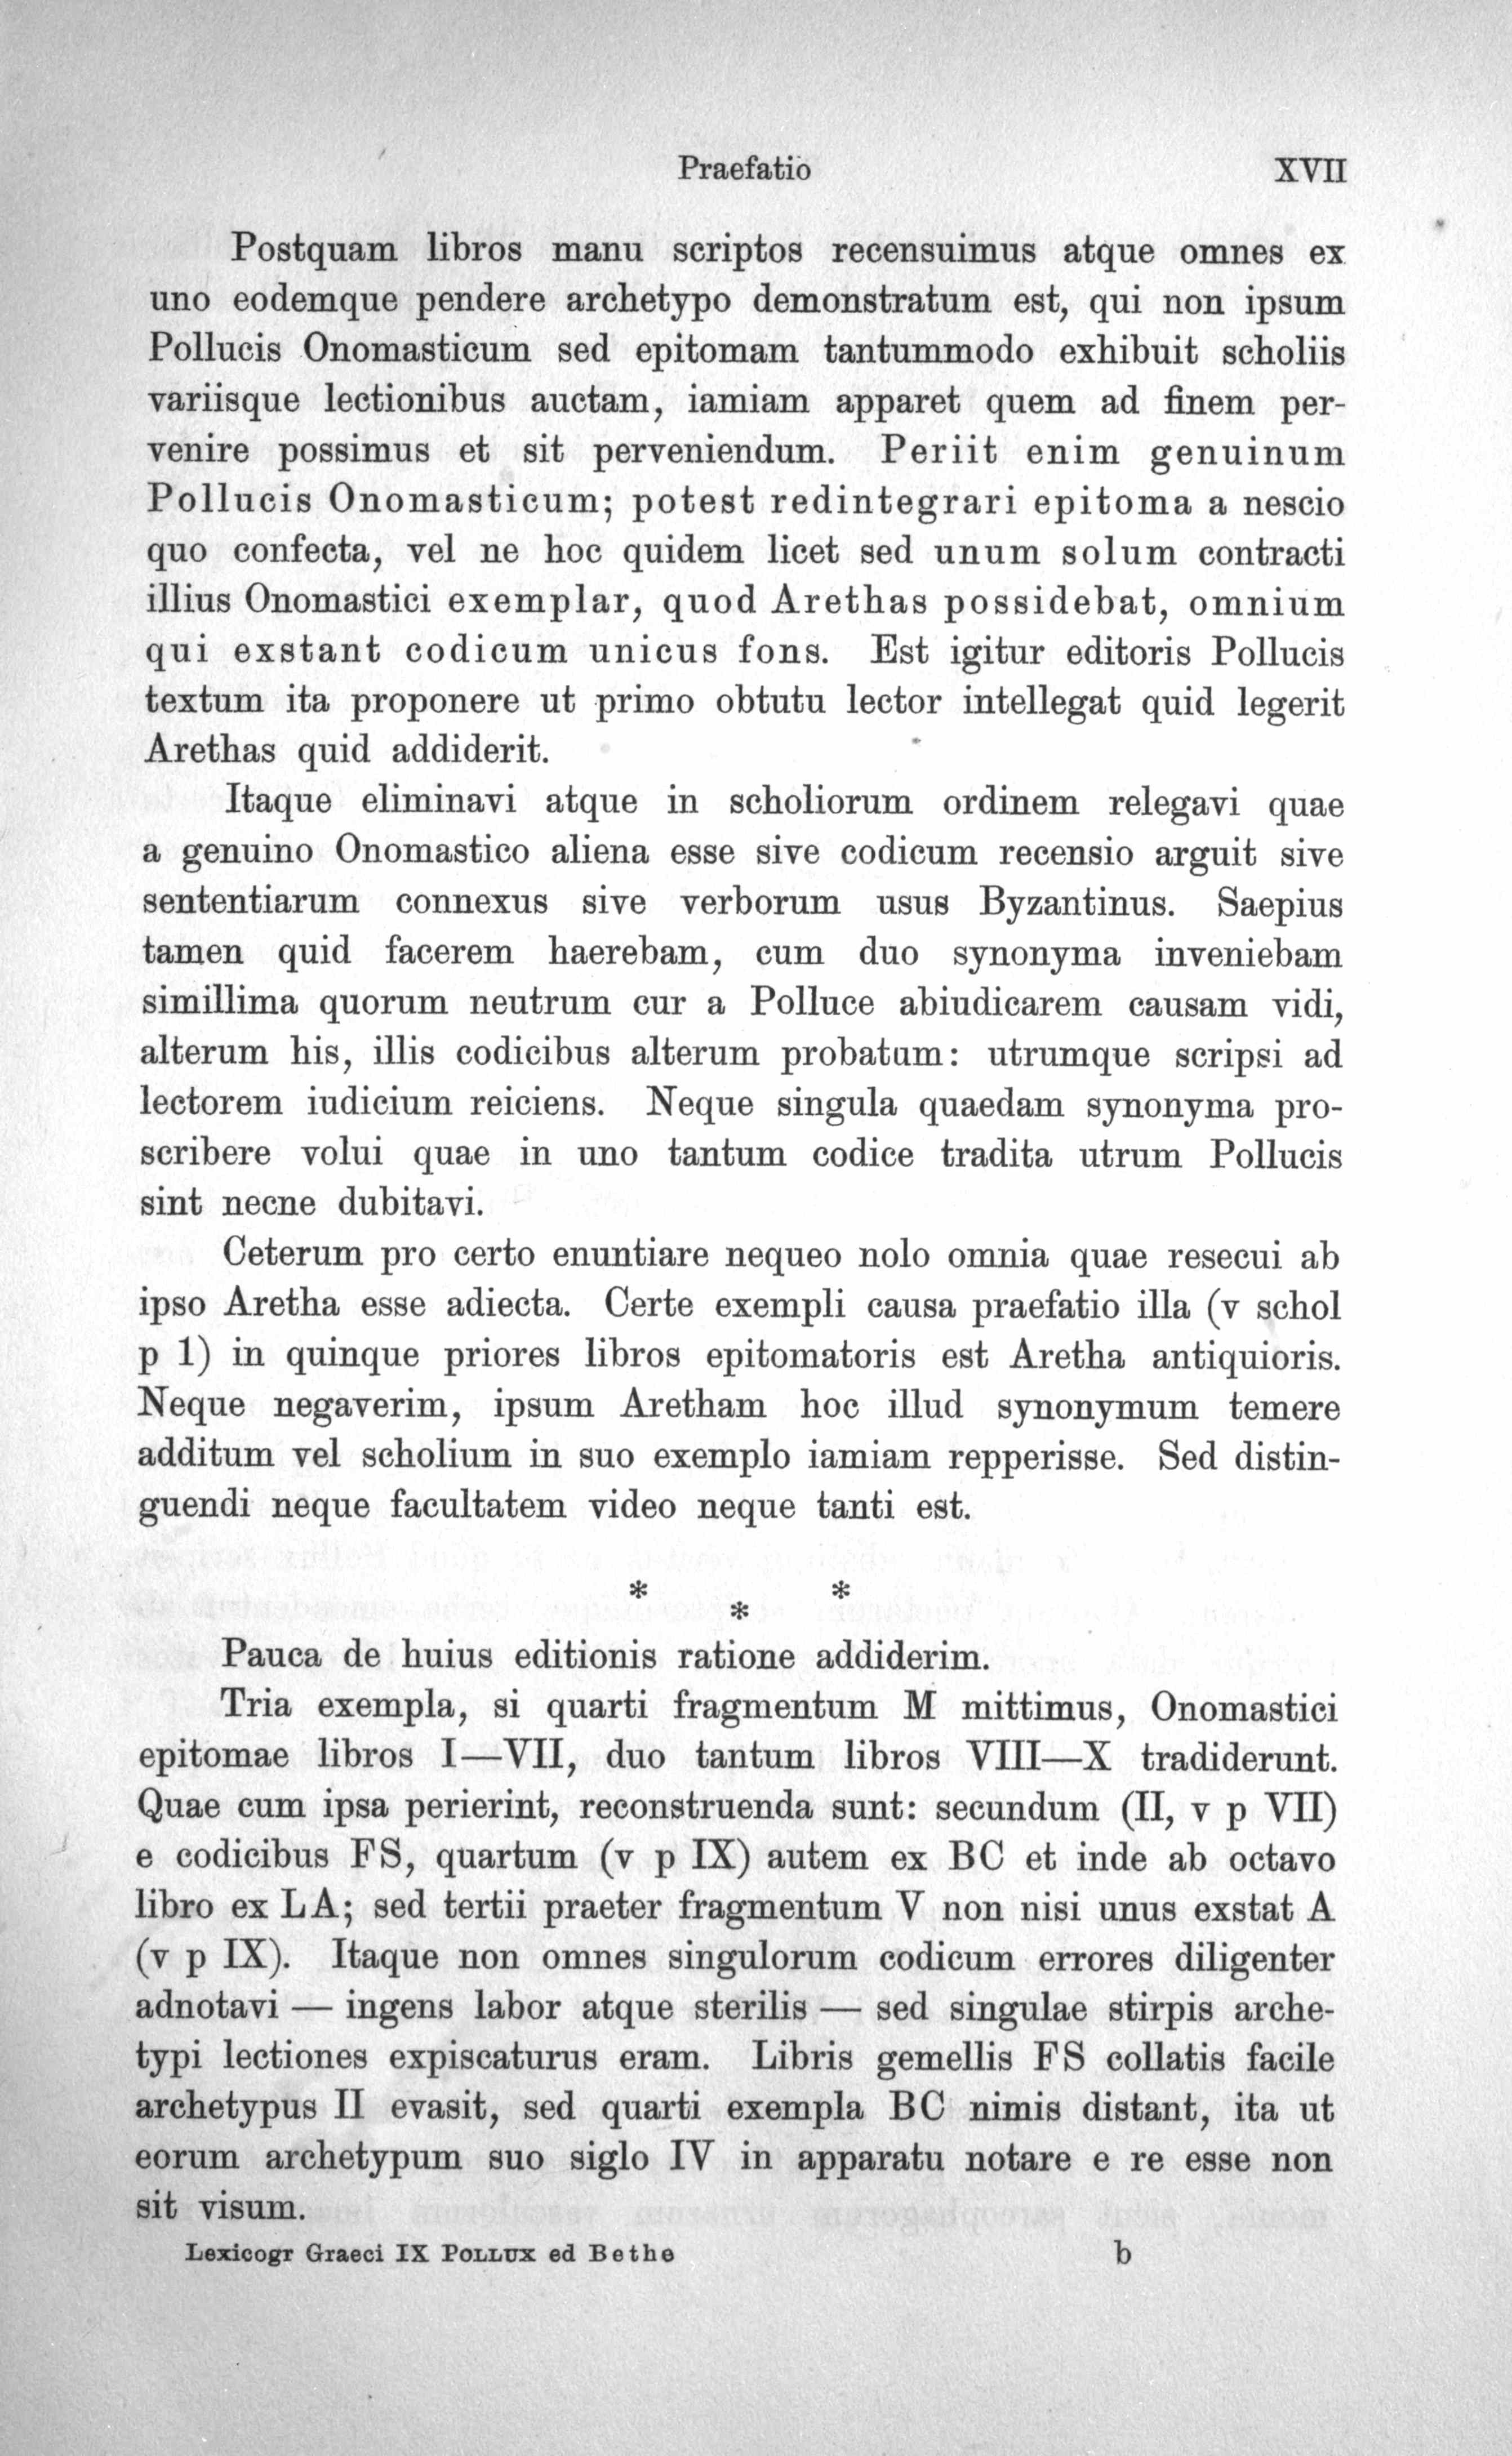 Praefatio XVII
Postquam libros manu scriptos recensuimus atque omnes ex
uno eodemque pendere archetypo demonstratum est, qui non ipsum
Pollucis Onomasticum sed epitomam tantummodo exhibuit scholiis
variisque lectionibus auctam, iamiam apparet quem ad finem per-
venire possimus et sit perveniendum. Periit enim genuinum
Pollucis Onomasticum; potest redintegrari epitoma a nescio
quo confecta, vel ne hoc quidem licet sed unum solum contracti
illius Onomastici exemplar, quod Arethas possidebat, omnium
qui exstant codicum unicus fons. Est igitur editoris Pollucis
textum ita proponere ut primo obtutu lector intellegat quid legerit
Arethas quid addiderit.
Itaque eliminavi atque in scholiorum ordinem relegavi quae
a genuino Onomastico aliena esse sive codicum recensio arguit sive
sententiarum connexus sive verborum usus Byzantinus. Saepius
tamen quid facerem haerebam, cum duo synonyma inveniebam
simillima quorum neutrum cur a Polluce abiudicarem causam vidi,
alterum his, illis codicibus alterum probatum: utrumque scripsi ad
lectorem iudicium reiciens. Neque singula quaedam synonyma pro-
scribere volui quae in uno tantum codice tradita utrum Pollucis
sint necne dubitavi.
Ceterum pro certo enuntiare nequeo nolo omnia quae resecui ab
ipso Aretha esse adiecta. Certe exempli causa praefatio illa (v schol
p 1) in quinque priores libros epitomatoris est Aretha antiquioris.
Neque negaverim, ipsum Aretham hoc illud synonymum temere
additum vel scholium in suo exemplo iamiam repperisse. Sed distin-
guendi neque facultatem video neque tanti est.
* * *
Pauca de huius editionis ratione addiderim.
Tria exempla, si quarti fragmentum M mittimus, Onomastici
epitomae libros I—VII, duo tantum libros VIII—X tradiderunt.
Quae cum ipsa perierint, reconstruenda sunt: secundum (II, v p VII)
e codicibus FS, quartum (v p IX) autem ex BC et inde ab octavo
libro ex LA; sed tertii praeter fragmentum V non nisi unus exstat A
(v p IX). Itaque non omnes singulorum codicum errores diligenter
adnotavi — ingens labor atque sterilis — sed singulae stirpis arche-
typi lectiones expiscaturus eram. Libris gemellis FS collatis facile
archetypus II evasit, sed quarti exempla BC nimis distant, ita ut
eorum archetypum suo siglo IV in apparatu notare e re esse non
sit visum.
Lexicogr Graeci IX Pollux ed Bethe b